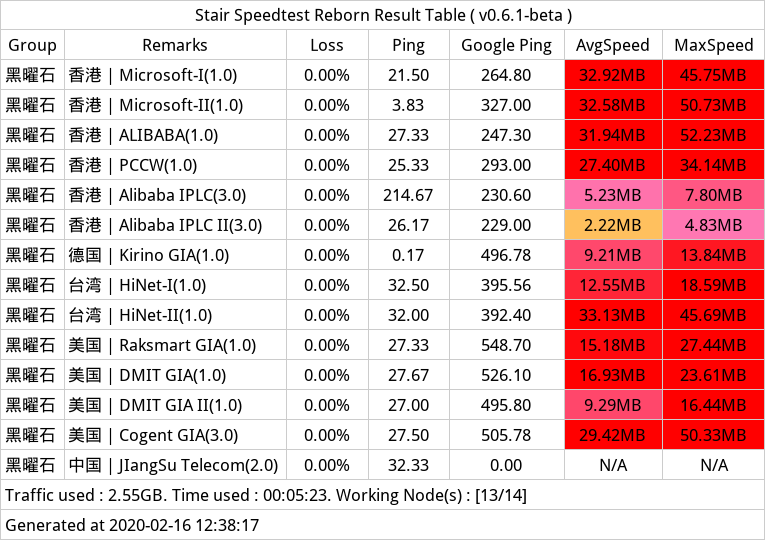 Stair Speedtest Reborn Result Table ( v0.6.1-beta )
Group Remarks Loss Ping Google Ping AvgSpeed MaxSpeed
黑曜石 香港 | Microsoft-I(1.0) 0.00% 21.50 264.80 32.92MB 45.75MB
黑曜石 香港 | Microsoft-II(1.0) 0.00% 3.83 327.00 32.58MB 50.73MB
黑曜石 香港 | ALIBABA(1.0) 0.00% 27.33 247.30 31.94MB 52.23MB
黑曜石 香港 | PCCW(1.0) 0.00% 25.33 293.00 27.40MB 34.14MB
黑曜石 香港 | Alibaba IPLC(3.0) 0.00% 214.67 230.60 5.23MB 7.80MB
黑曜石 香港 | Alibaba IPLC II(3.0) 0.00% 26.17 229.00 2.22MB 4.83MB
黑曜石 德国 | Kirino GIA(1.0) 0.00% 0.17 496.78 9.21MB 13.84MB
黑曜石 台湾 | HiNet-I(1.0) 0.00% 32.50 395.56 12.55MB 18.59MB
黑曜石 台湾 | HiNet-II(1.0) 0.00% 32.00 392.40 33.13MB 45.69MB
黑曜石 美国 | Raksmart GIA(1.0) 0.00% 27.33 548.70 15.18MB 27.44MB
黑曜石 美国 | DMIT GIA(1.0) 0.00% 27.67 526.10 16.93MB 23.61MB
黑曜石 美国 | DMIT GIA II(1.0) 0.00% 27.00 495.80 9.29MB 16.44MB
黑曜石 美国 | Cogent GIA(3.0) 0.00% 27.50 505.78 29.42MB 50.33MB
黑曜石 中国 | JIangSu Telecom(2.0) 0.00% 32.33 0.00 N/A N/A
Traffic used : 2.55GB. Time used : 00:05:23. Working Node(s) : [13/14]
Generated at 2020-02-16 12:38:17